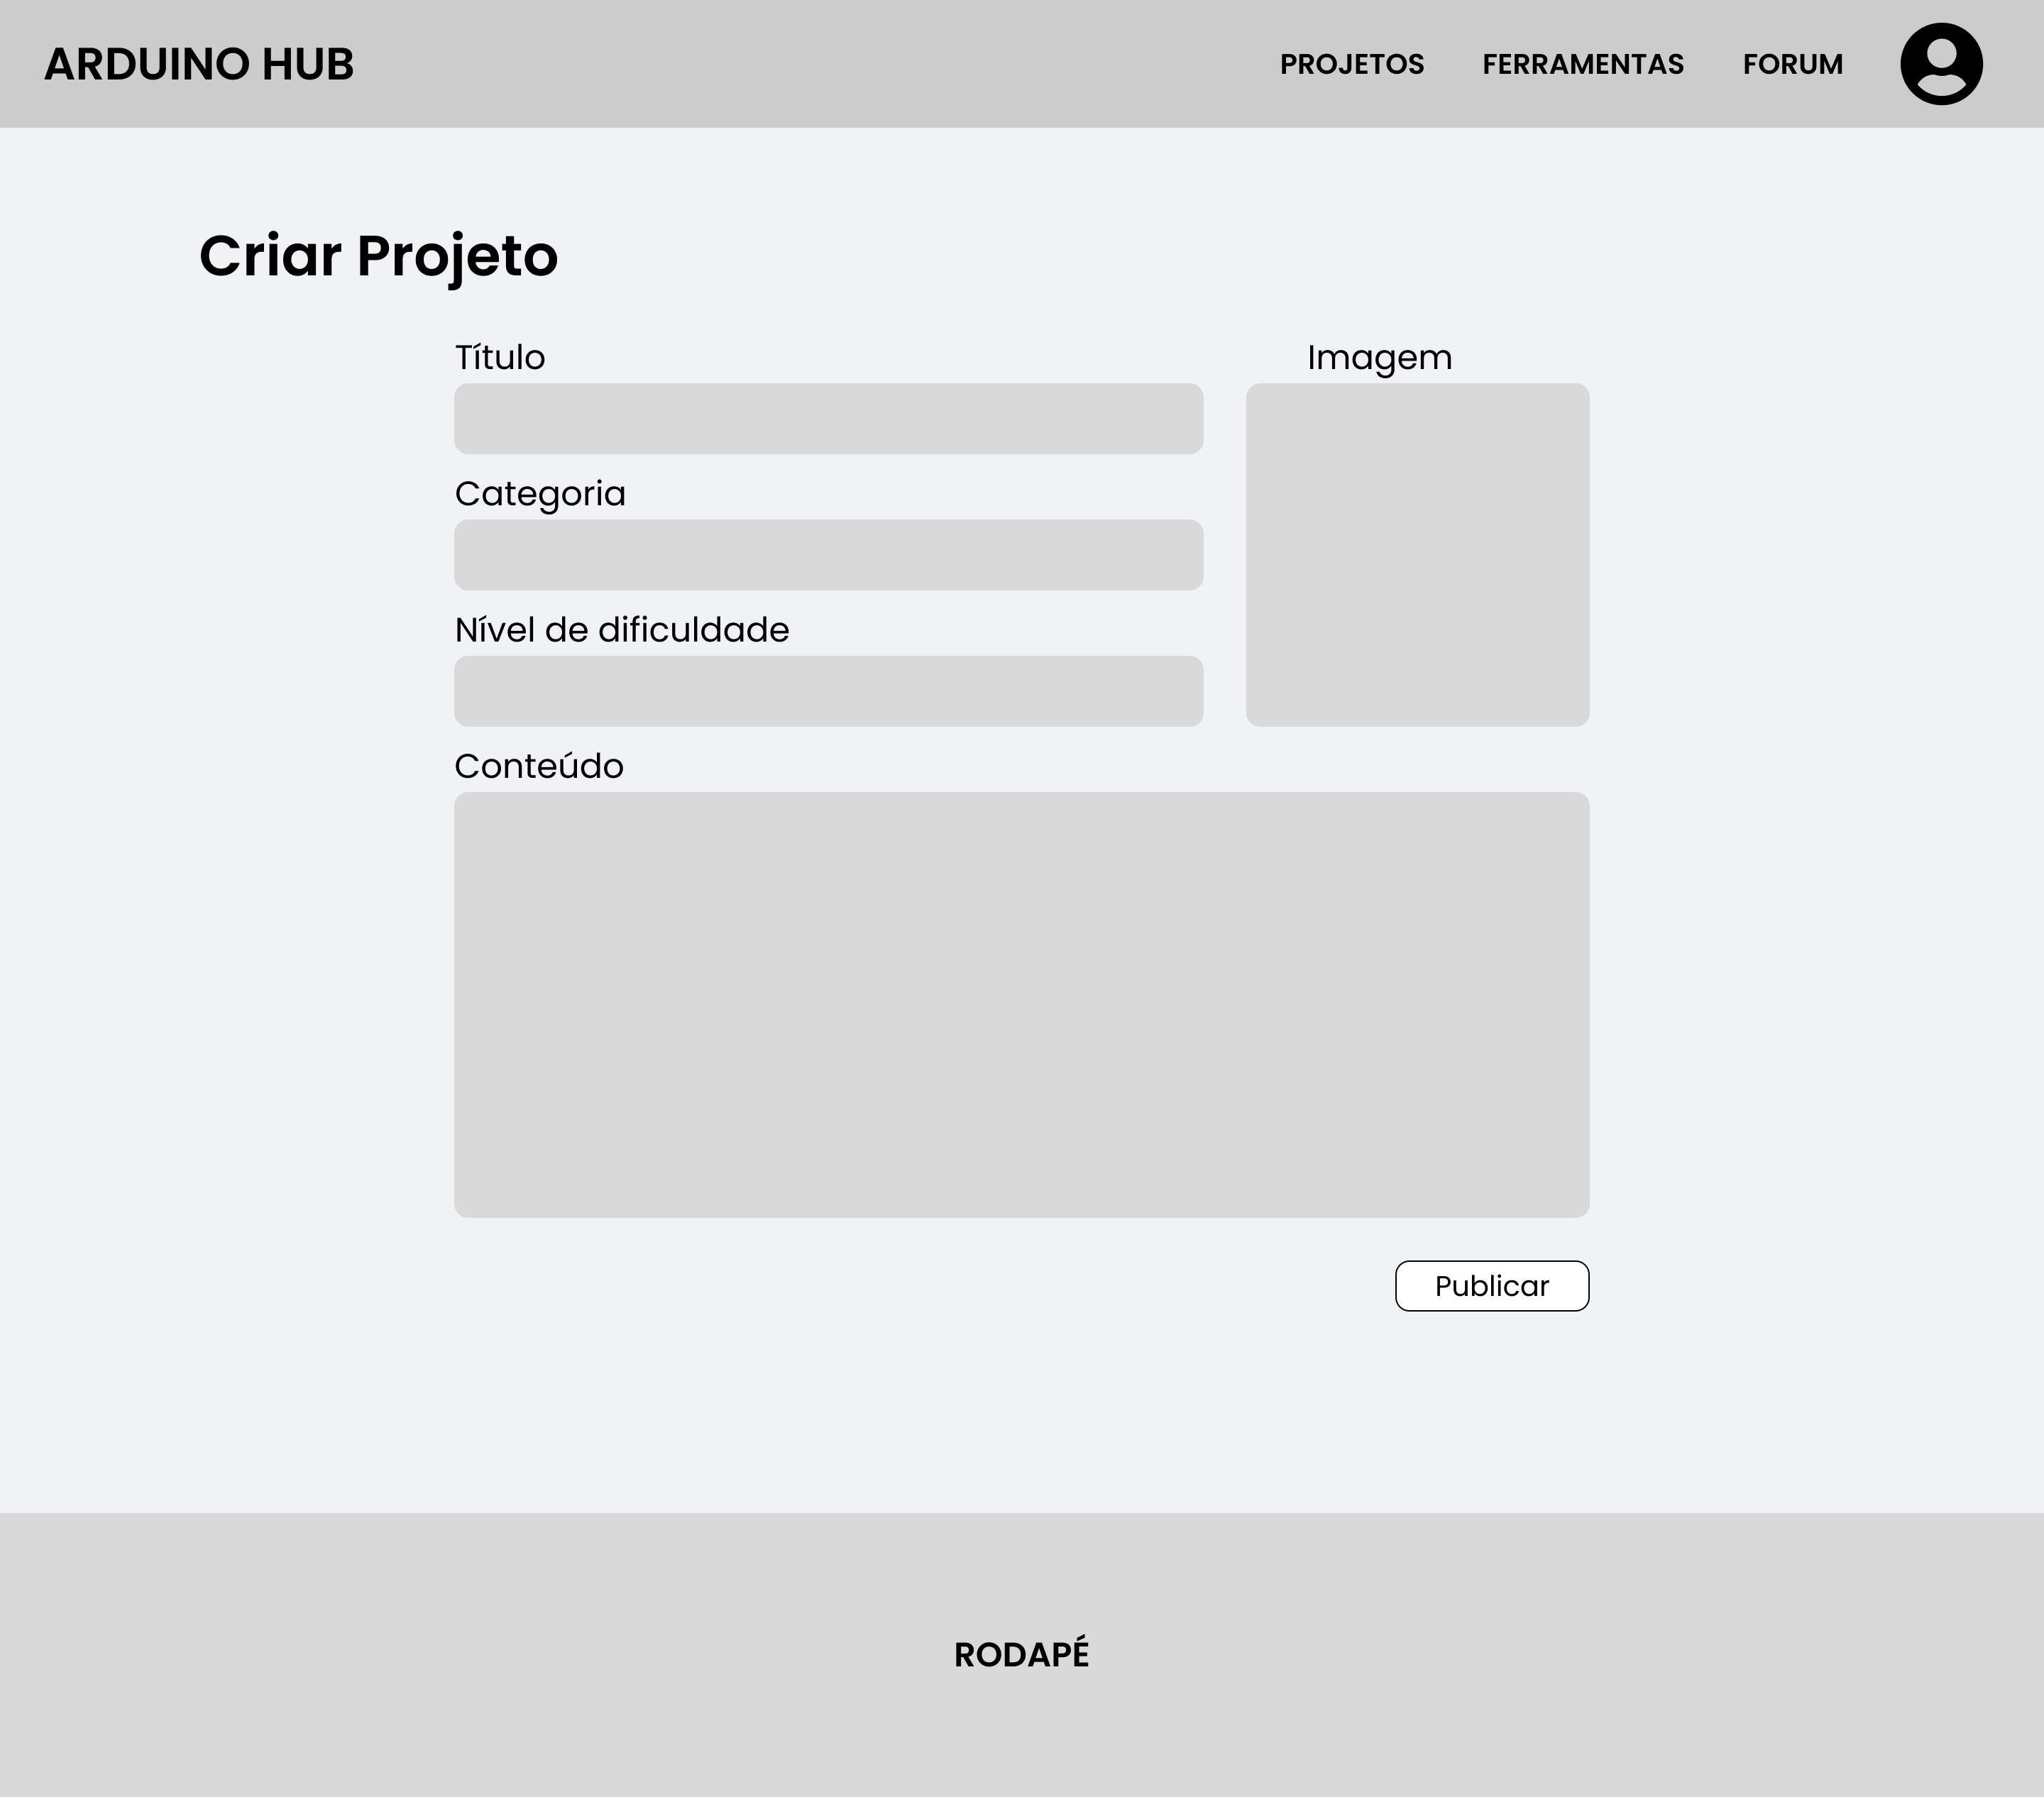 ARDUINO HUB
PROJETOS FERRAMENTAS FORUM
Criar Projeto
Título
Imagem
Categoria
Nível de dificuldade
Conteúdo
Publicar
RODAPÉ